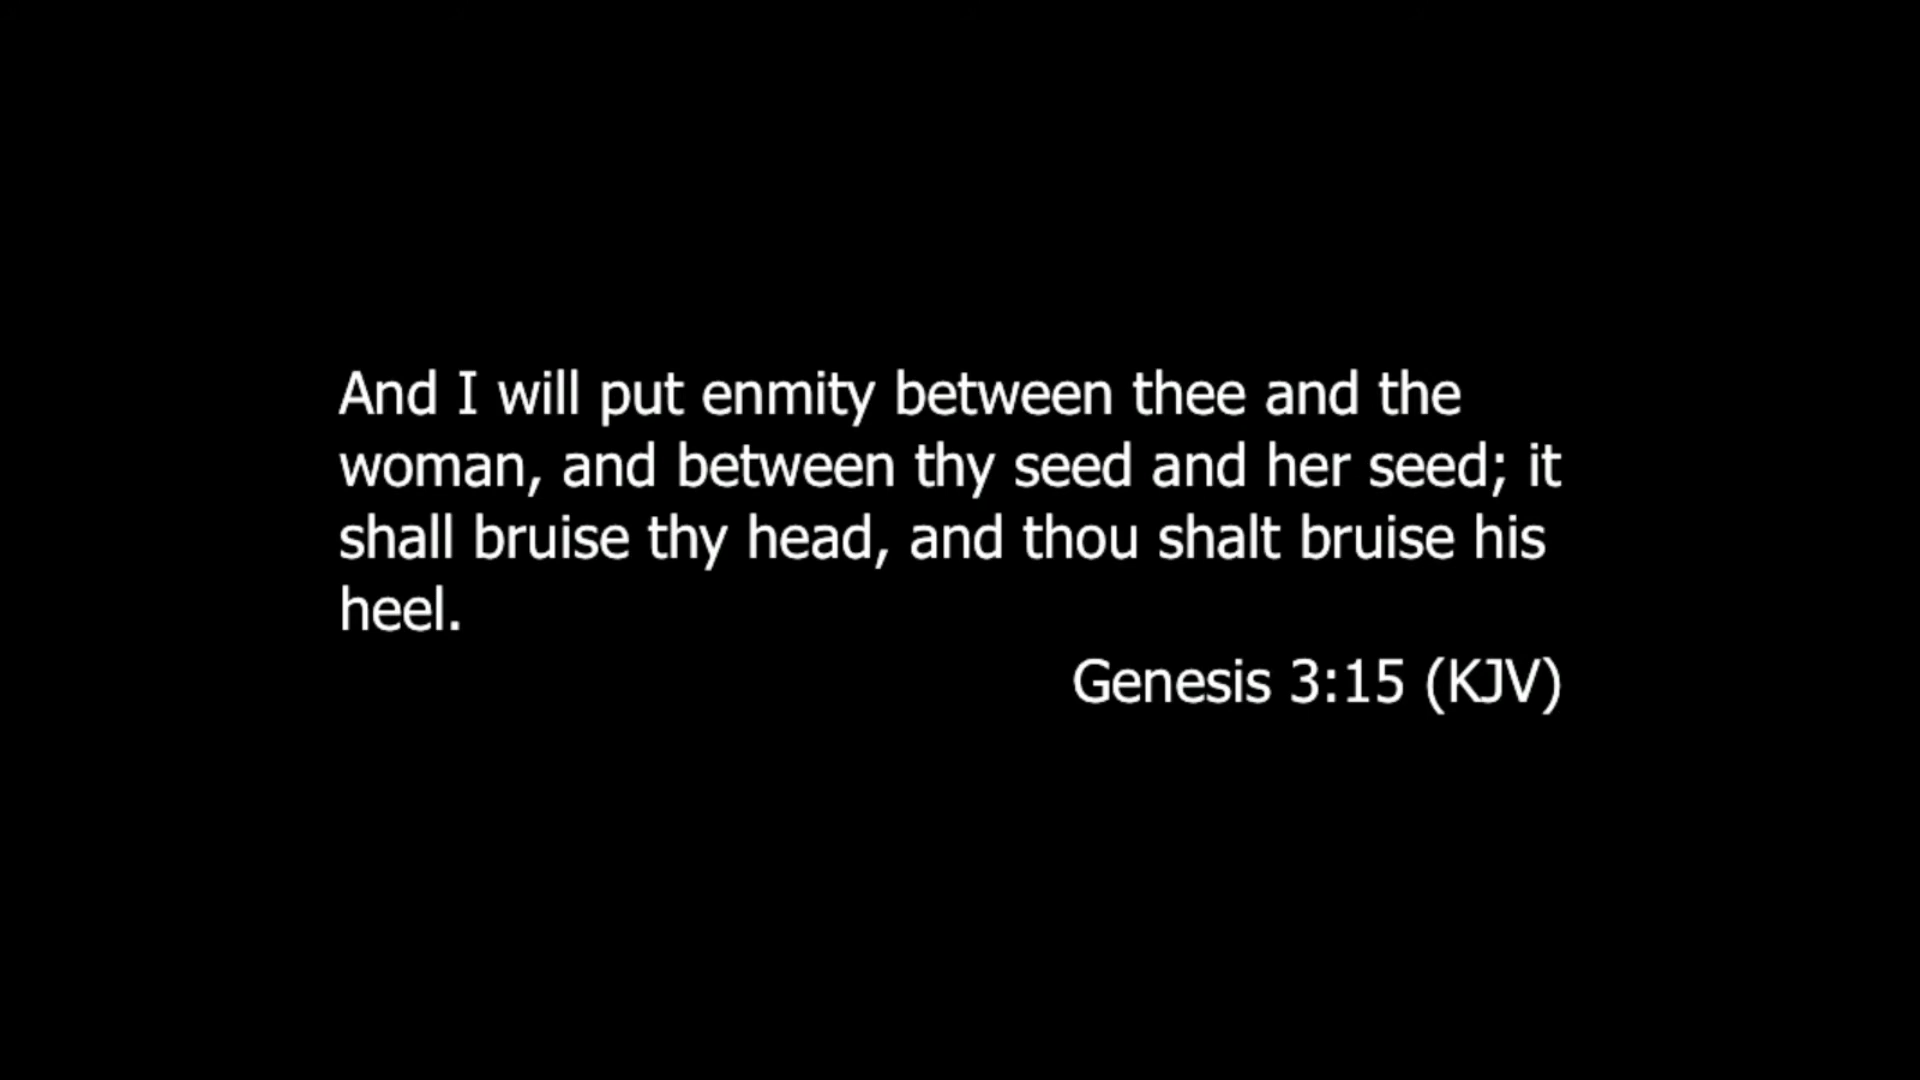 And I will put enmity between thee and the
woman, and between thy seed and her seed; it
shall bruise thy head, and thou shalt bruise his
heel.
Genesis 3:15 (KJV)